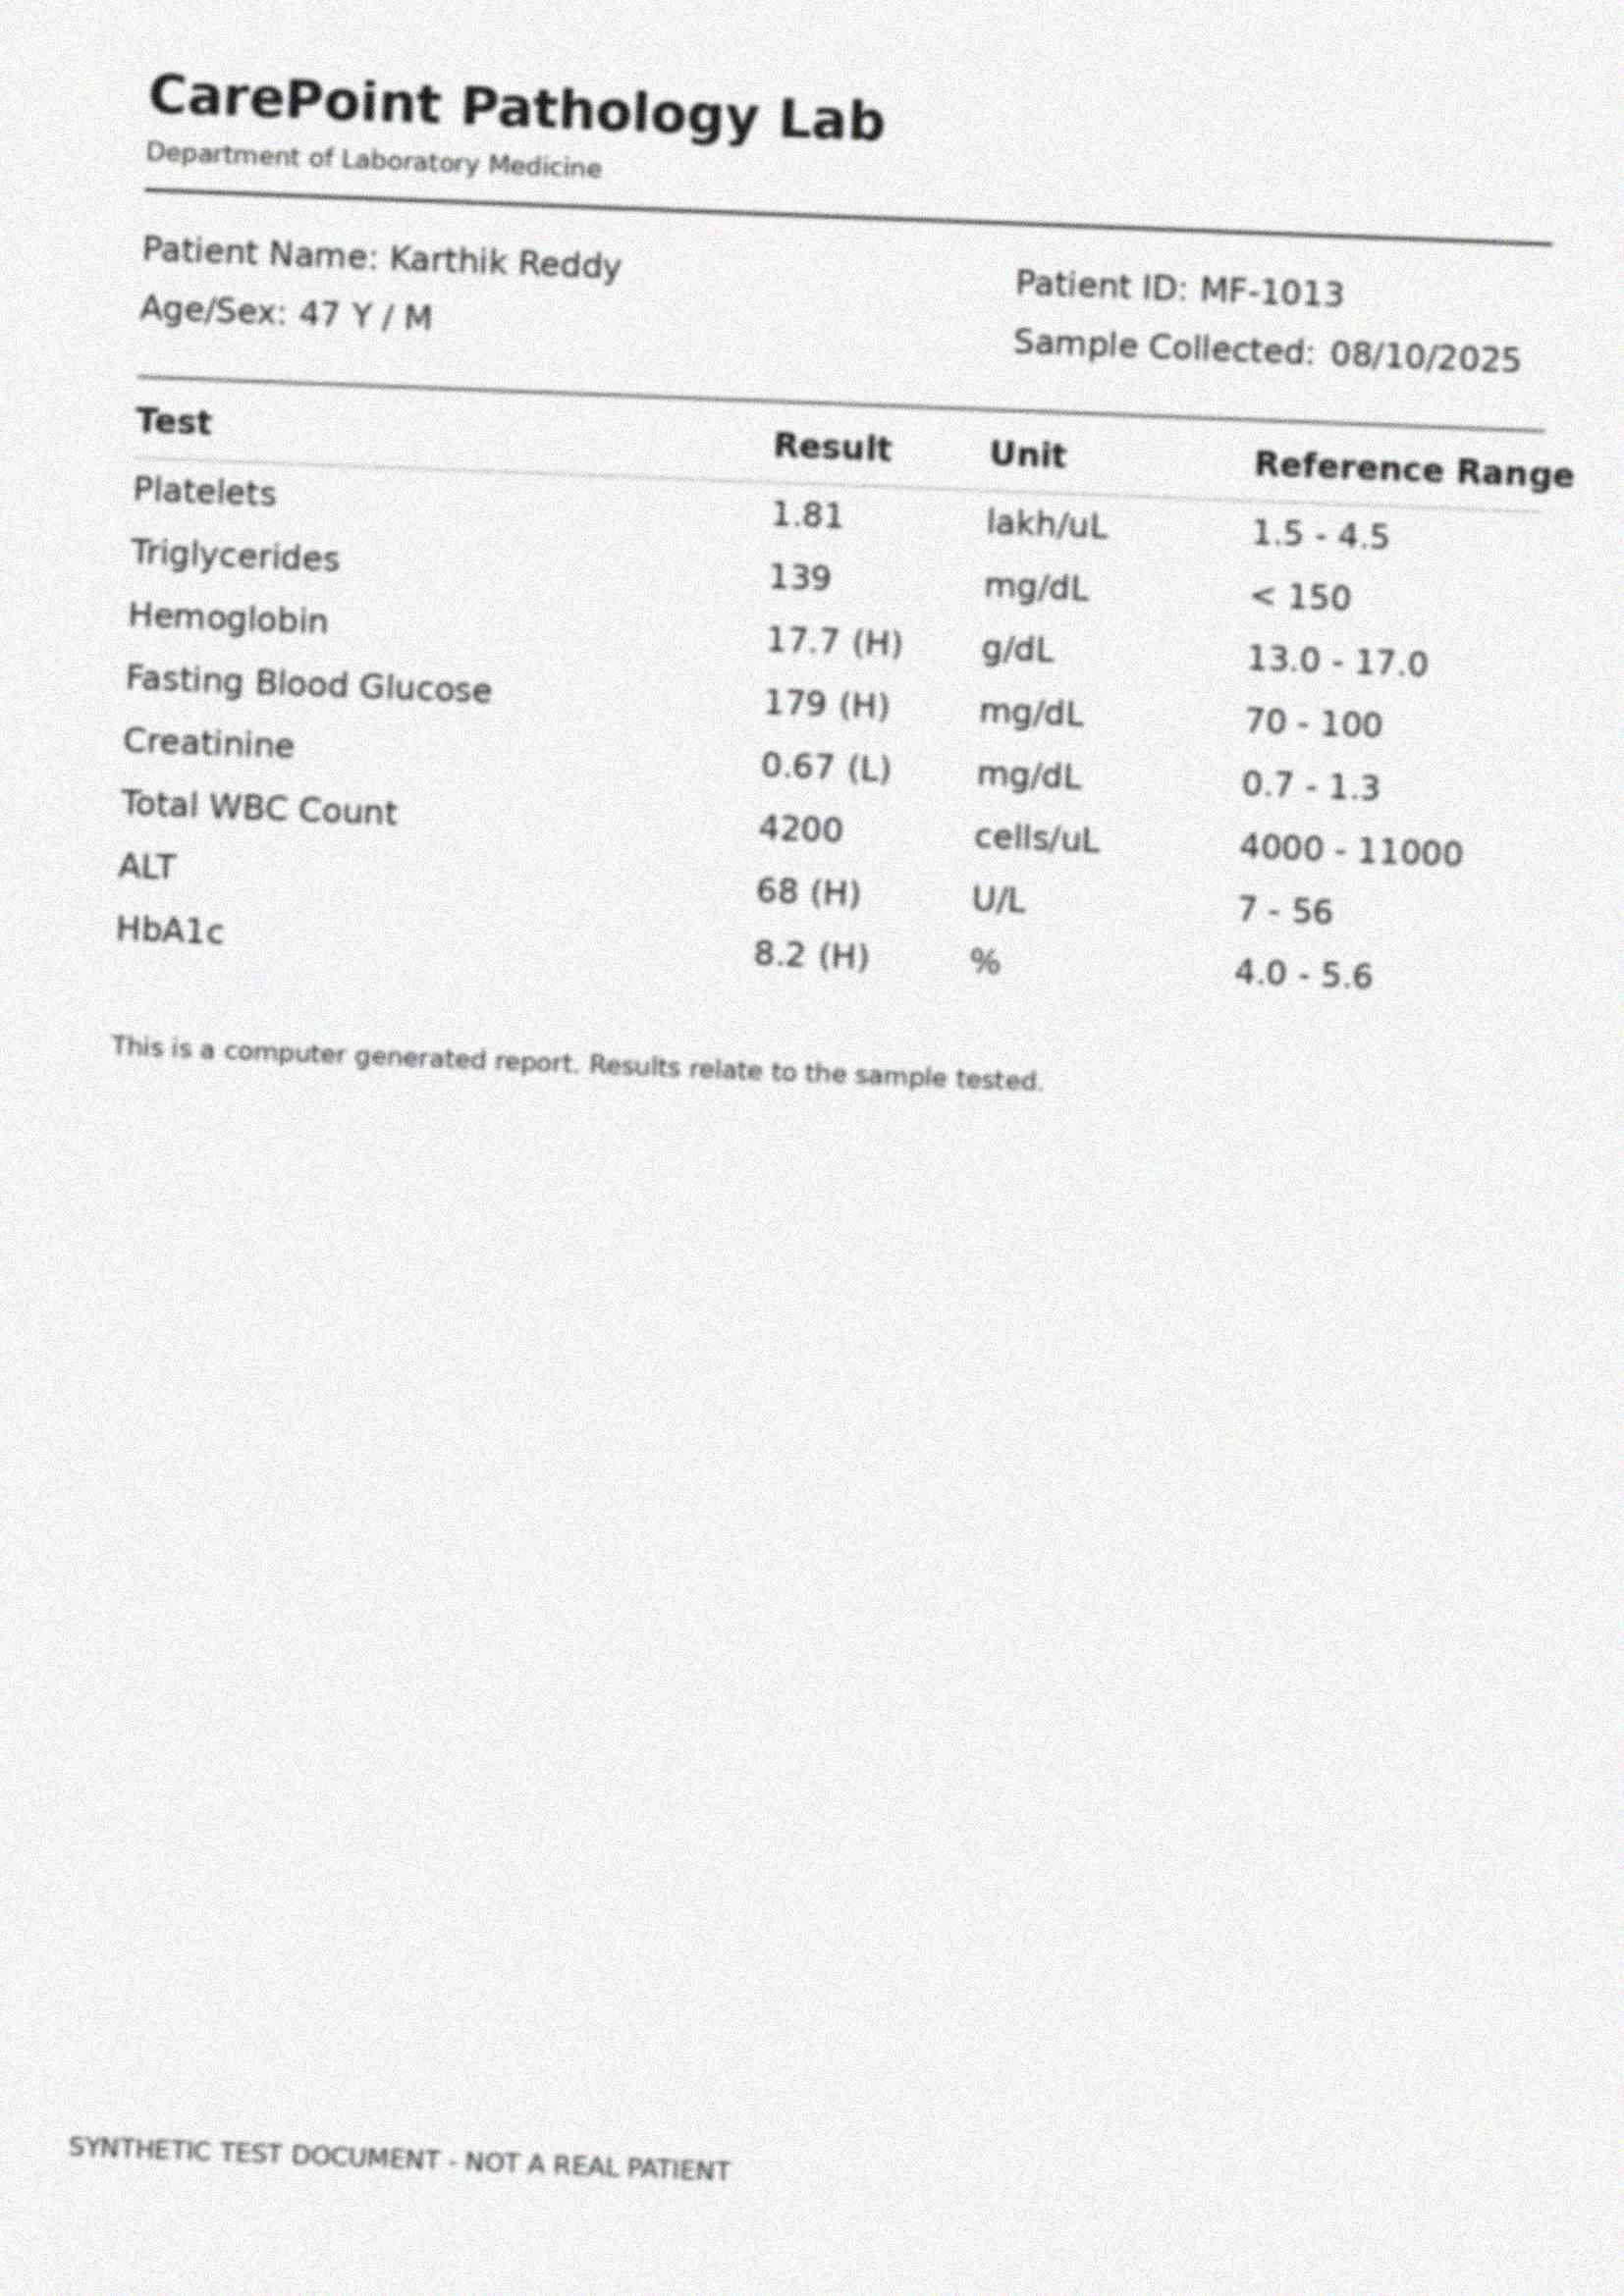 CarePoint Pathology Lab
Department of Laboratory Medicine
Patient Name: Karthik Reddy
Patient ID: MF-1013
Age/Sex: 47 Y / M
Sample Collected: 08/10/2025
Test Result Unit Reference Range
Platelets 1.81 lakh/uL 1.5 - 4.5
Triglycerides 139 mg/dL < 150
Hemoglobin 17.7 (H) g/dL 13.0 - 17.0
Fasting Blood Glucose 179 (H) mg/dL 70 - 100
Creatinine 0.67 (L) mg/dL 0.7 - 1.3
Total WBC Count 4200 cells/uL 4000 - 11000
ALT 68 (H) U/L 7 - 56
HbA1c 8.2 (H) % 4.0 - 5.6
This is a computer generated report. Results relate to the sample tested.
SYNTHETIC TEST DOCUMENT - NOT A REAL PATIENT